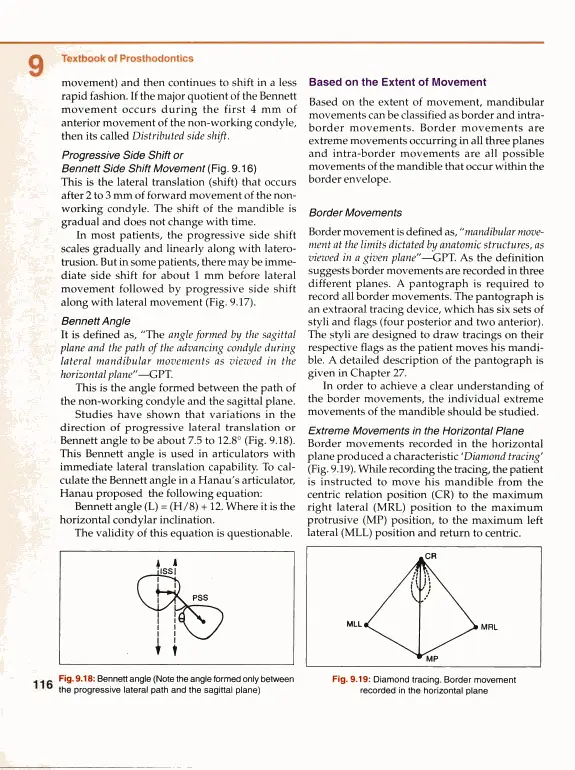 9
Textbook of Prosthodontics
movement) and then continues to shift in a less
rapid fashion. If the major quotient of the Bennett
movement occurs during the first 4 mm of
anterior movement of the non-working condyle,
then its called Distributed side shift.
Progressive Side Shift or
Bennett Side Shift Movement (Fig. 9.16)
This is the lateral translation (shift) that occurs
after 2 to 3 mm of forward movement of the non-
working condyle. The shift of the mandible is
gradual and does not change with time.
In most patients, the progressive side shift
scales gradually and linearly along with latero-
trusion. But in some patients, there may be imme-
diate side shift for about 1 mm before lateral
movement followed by progressive side shift
along with lateral movement (Fig. 9.17).
Bennett Angle
It is defined as, "The angle formed by the sagittal
plane and the path of the advancing condyle during
lateral mandibular movements as viewed in the
horizontal plane"—GPT.
This is the angle formed between the path of
the non-working condyle and the sagittal plane.
Studies have shown that variations in the
direction of progressive lateral translation or
Bennett angle to be about 7.5 to 12.8° (Fig. 9.18).
This Bennett angle is used in articulators with
immediate lateral translation capability. To cal-
culate the Bennett angle in a Hanau's articulator,
Hanau proposed the following equation:
Bennett angle (L) = (H/8) + 12. Where it is the
horizontal condylar inclination.
The validity of this equation is questionable.
ISS
PSS
θ
Fig. 9.18: Bennett angle (Note the angle formed only between
the progressive lateral path and the sagittal plane)
116
Based on the Extent of Movement
Based on the extent of movement, mandibular
movements can be classified as border and intra-
border movements. Border movements are
extreme movements occurring in all three planes
and intra-border movements are all possible
movements of the mandible that occur within the
border envelope.
Border Movements
Border movement is defined as, "mandibular move-
ment at the limits dictated by anatomic structures, as
viewed in a given plane"—GPT. As the definition
suggests border movements are recorded in three
different planes. A pantograph is required to
record all border movements. The pantograph is
an extraoral tracing device, which has six sets of
styli and flags (four posterior and two anterior).
The styli are designed to draw tracings on their
respective flags as the patient moves his mandi-
ble. A detailed description of the pantograph is
given in Chapter 27.
In order to achieve a clear understanding of
the border movements, the individual extreme
movements of the mandible should be studied.
Extreme Movements in the Horizontal Plane
Border movements recorded in the horizontal
plane produced a characteristic 'Diamond tracing'
(Fig. 9.19). While recording the tracing, the patient
is instructed to move his mandible from the
centric relation position (CR) to the maximum
right lateral (MRL) position to the maximum
protrusive (MP) position, to the maximum left
lateral (MLL) position and return to centric.
CR
MLL
MRL
MP
Fig. 9.19: Diamond tracing. Border movement
recorded in the horizontal plane